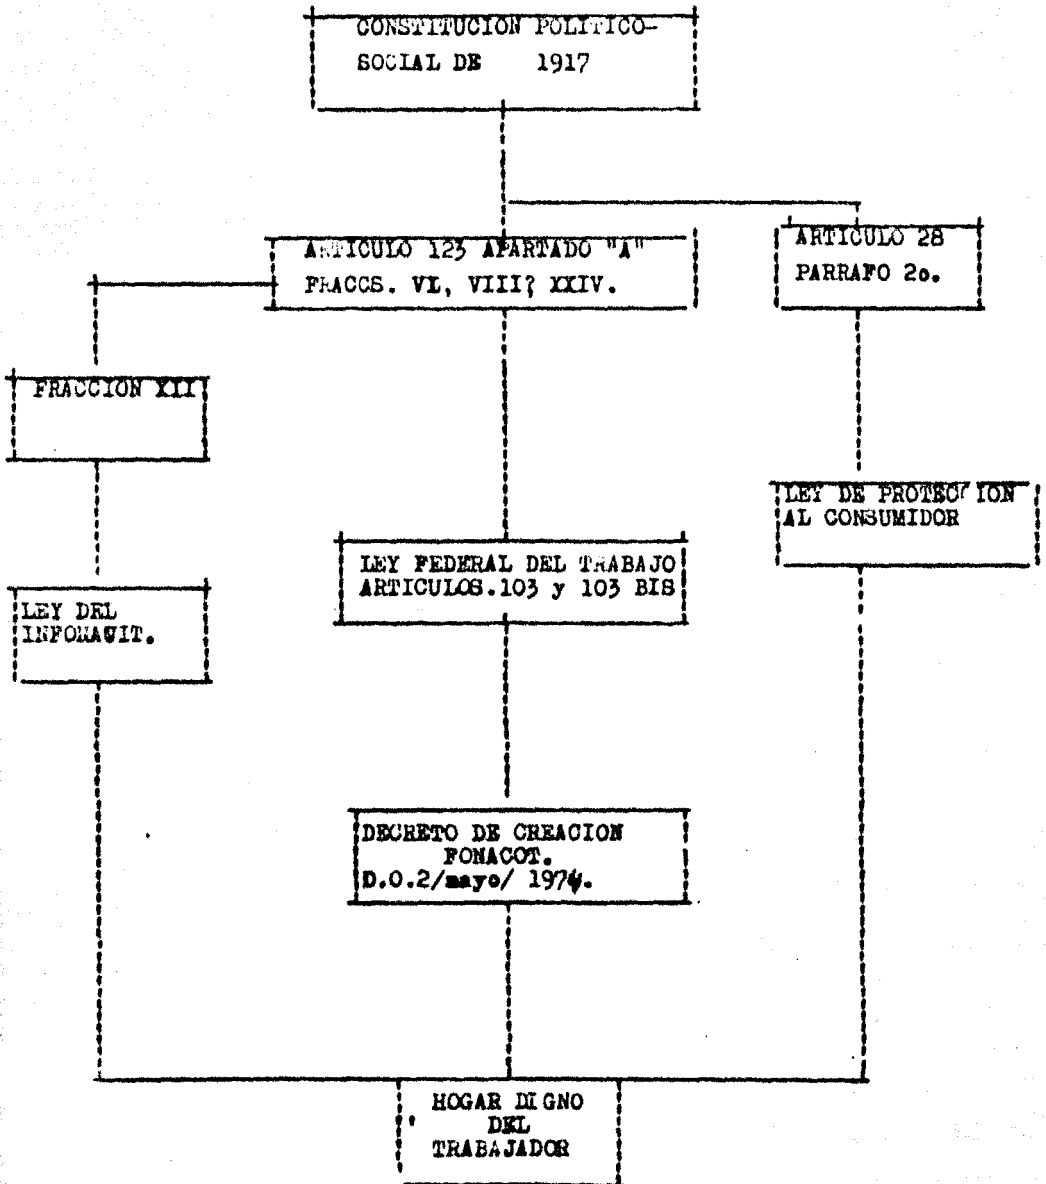 CONSTITUCION POLITICO-
SOCIAL DE 1917
ARTICULO 123 APARTADO "A"
FRACCS. VI, VIII? XXIV.
ARTICULO 28
PARRAFO 2o.
FRACCION XII
LEY DE PROTECCION
AL CONSUMIDOR
LEY FEDERAL DEL TRABAJO
ARTICULOS.103 y 103 BIS
LEY DEL
INFONAVIT.
DECRETO DE CREACION
FONACOT.
D.O.2/mayo/ 1974.
HOGAR DIGNO
DEL
TRABAJADOR